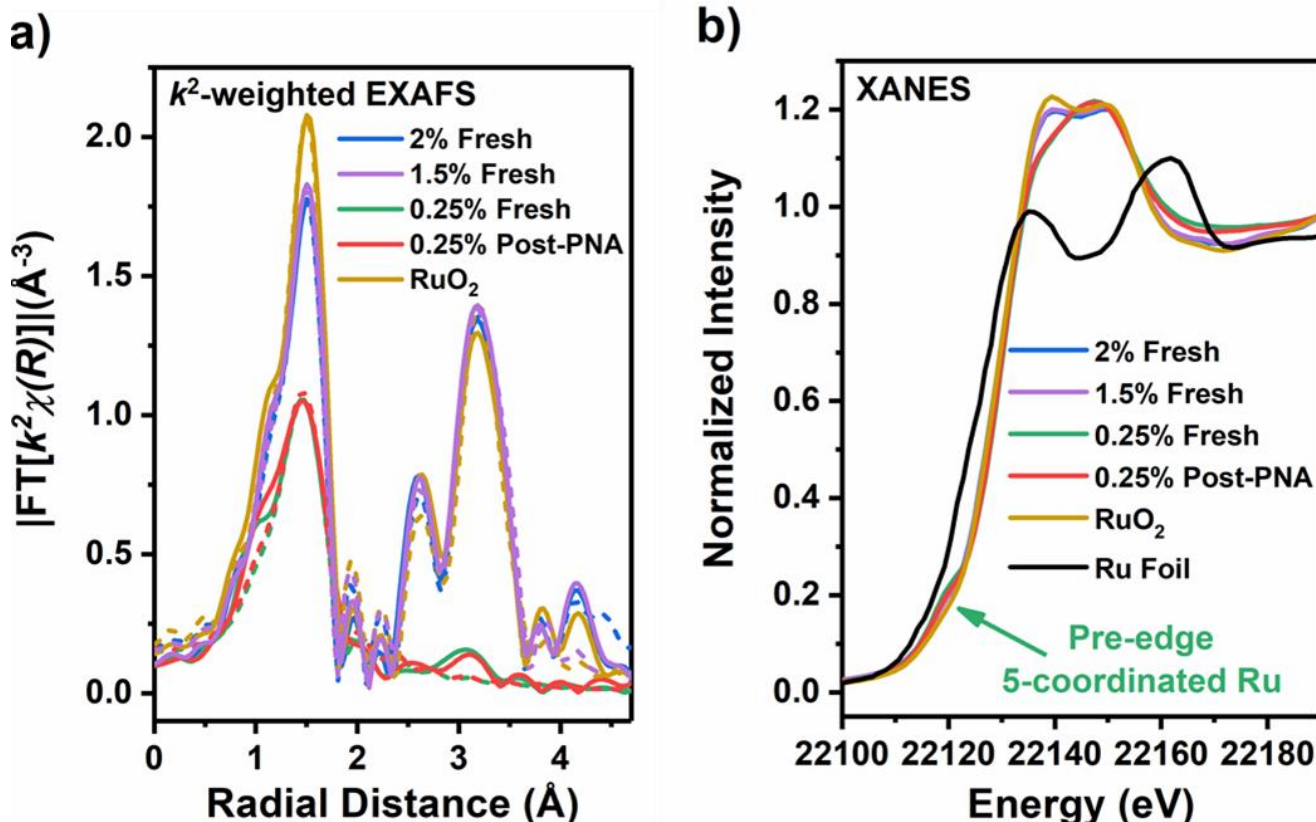 a)
k²-weighted EXAFS
2% Fresh
1.5% Fresh
0.25% Fresh
0.25% Post-PNA
RuO₂
|FT[k²χ(R)]|(Å⁻³)
2.0
1.5
1.0
0.5
0.0
0 1 2 3 4
Radial Distance (Å)
b)
XANES
Normalized Intensity
1.2
1.0
0.8
0.6
0.4
0.2
0.0
2% Fresh
1.5% Fresh
0.25% Fresh
0.25% Post-PNA
RuO₂
Ru Foil
Pre-edge
5-coordinated Ru
22100 22120 22140 22160 22180
Energy (eV)